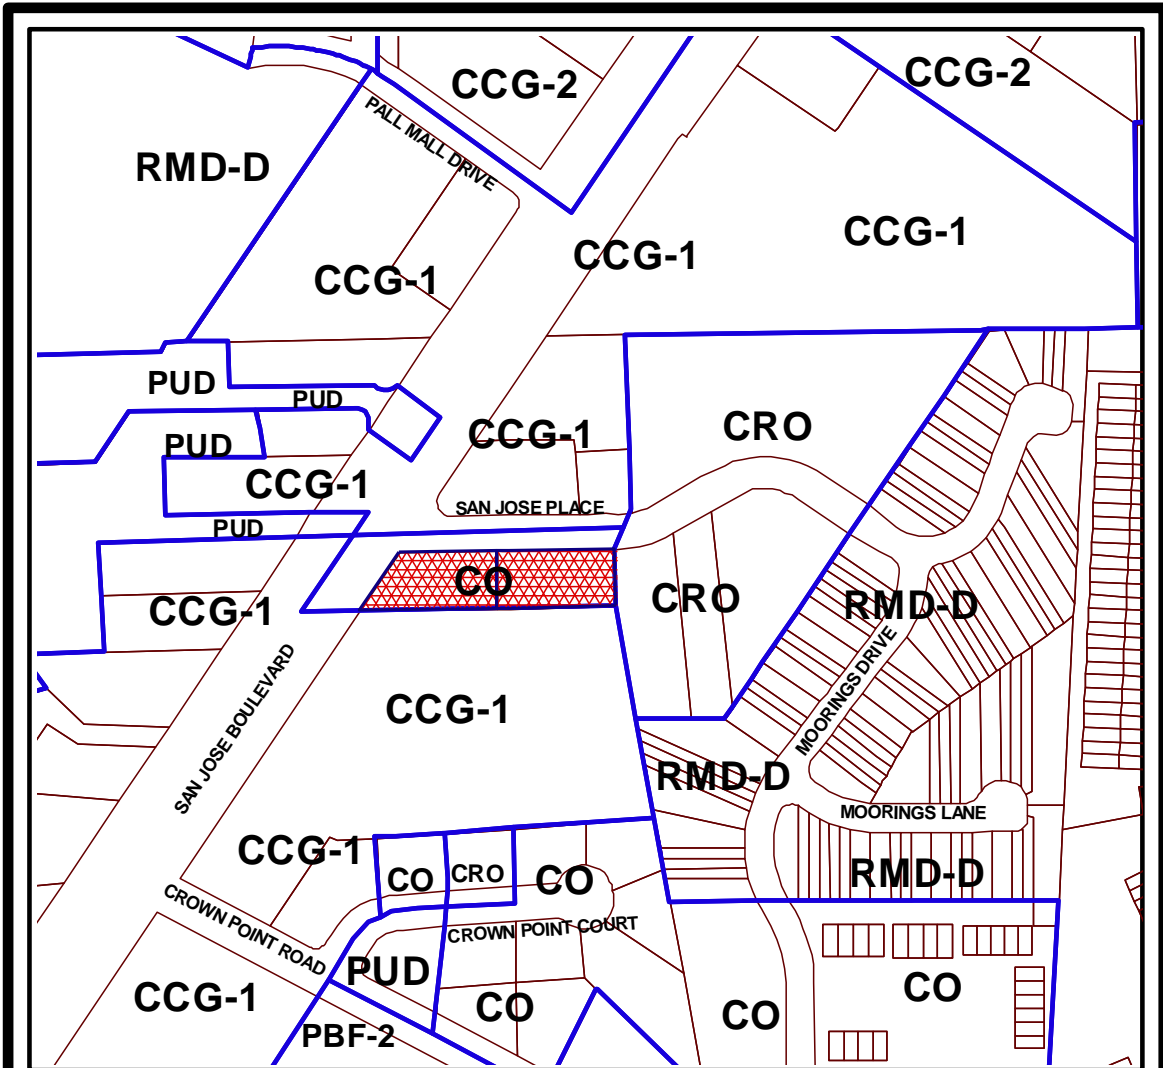 CCG-2
CCG-2
PALL MALL DRIVE
RMD-D
CCG-1
CCG-1
CCG-1
PUD
PUD
CCG-1
CRO
PUD
CCG-1
SAN JOSE PLACE
PUD
CO
CCG-1
CRO
RMD-D
MOORINGS DRIVE
SAN JOSE BOULEVARD
CCG-1
RMD-D
MOORINGS LANE
CCG-1
CO
CRO
CO
RMD-D
CROWN POINT ROAD
CROWN POINT COURT
PUD
CCG-1
CO
CO
CO
PBF-2